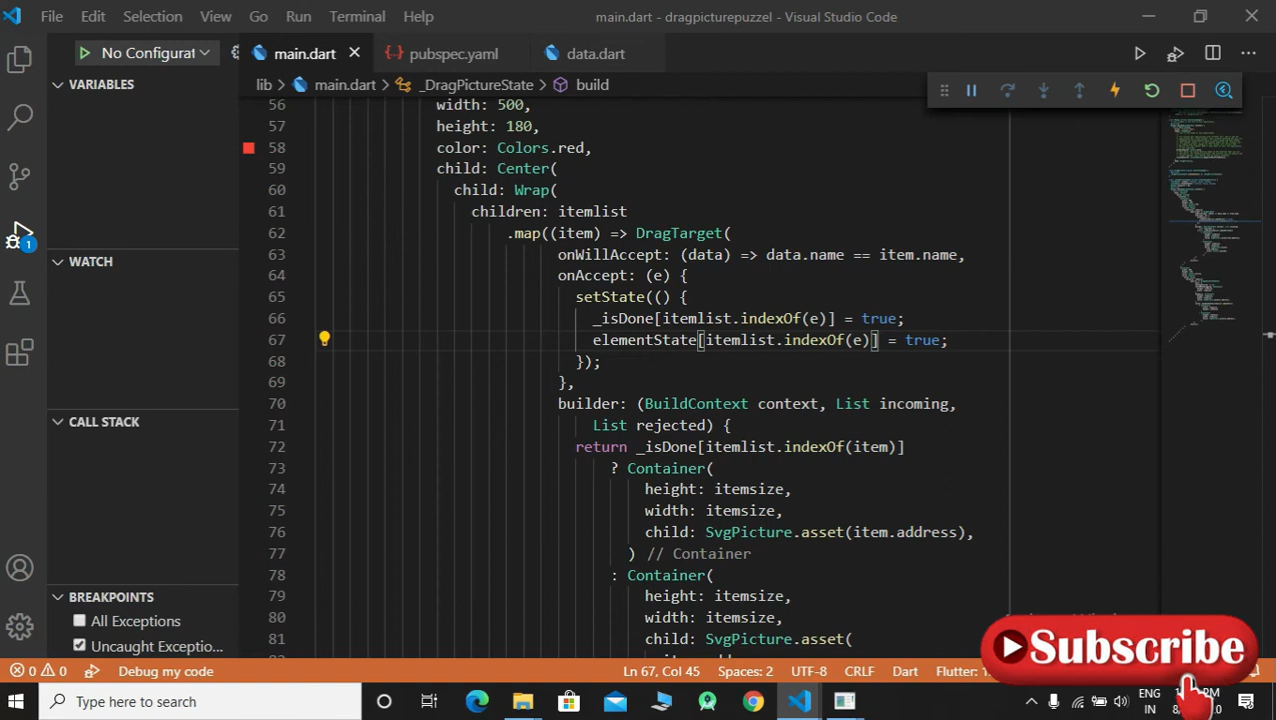 File Edit Selection View Go Run Terminal Help
main.dart - dragpicturepuzzel - Visual Studio Code
No Configurat
main.dart
pubspec.yaml
data.dart
lib > main.dart > _DragPictureState > build
VARIABLES
WATCH
CALL STACK
BREAKPOINTS
All Exceptions
Uncaught Exceptio...
1
56 width: 500,
57 height: 180,
58 color: Colors.red,
59 child: Center(
60 child: Wrap(
61 children: itemlist
62 .map((item) => DragTarget(
63 onWillAccept: (data) => data.name == item.name,
64 onAccept: (e) {
65 setState(() {
66 _isDone[itemlist.indexOf(e)] = true;
67 elementState[itemlist.indexOf(e)] = true;
68 });
69 },
70 builder: (BuildContext context, List incoming,
71 List rejected) {
72 return _isDone[itemlist.indexOf(item)]
73 ? Container(
74 height: itemsize,
75 width: itemsize,
76 child: SvgPicture.asset(item.address),
77 ) // Container
78 : Container(
79 height: itemsize,
80 width: itemsize,
81 child: SvgPicture.asset(
Subscribe
0 0 Debug my code
Ln 67, Col 45 Spaces: 2 UTF-8 CRLF Dart Flutter:
Type here to search
ENG
IN